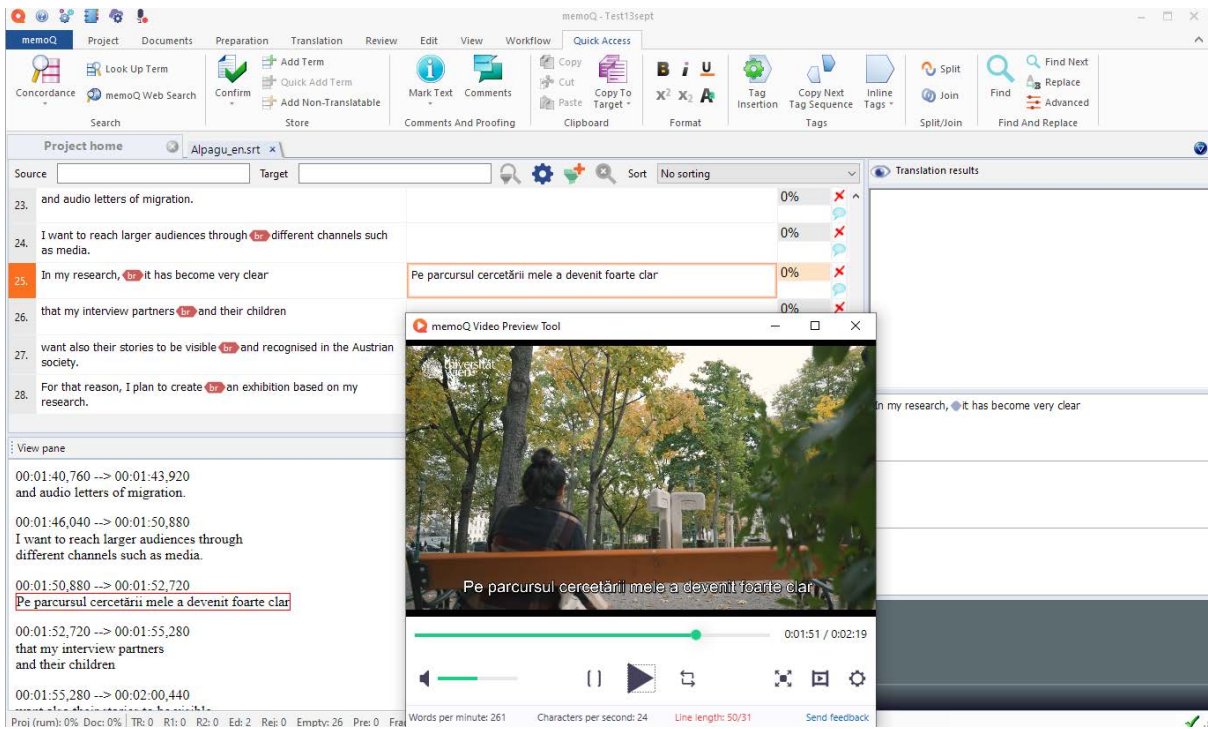 memoQ - Test13sept
memoQ Project Documents Preparation Translation Review Edit View Workflow Quick Access
Concordance
Look Up Term
memoQ Web Search
Search
Confirm
Add Term
Quick Add Term
Add Non-Translatable
Store
Mark Text
Comments
Comments And Proofing
Copy
Cut
Paste
Copy To
Target
Clipboard
B i U
X² X₂ A
Format
Tag
Insertion
Copy Next
Tag Sequence
Inline
Tags
Tags
Split
Join
Split/Join
Find
Find Next
Replace
Advanced
Find And Replace
Project home Alpagu_en.srt
Source Target Sort No sorting
23. and audio letters of migration. 0%
24. I want to reach larger audiences through br different channels such
as media. 0%
25. In my research, br it has become very clear Pe parcursul cercetării mele a devenit foarte clar 0%
26. that my interview partners br and their children 0%
27. want also their stories to be visible br and recognised in the Austrian
society.
28. For that reason, I plan to create br an exhibition based on my
research.
View pane
00:01:40,760 --> 00:01:43,920
and audio letters of migration.
00:01:46,040 --> 00:01:50,880
I want to reach larger audiences through
different channels such as media.
00:01:50,880 --> 00:01:52,720
Pe parcursul cercetării mele a devenit foarte clar
00:01:52,720 --> 00:01:55,280
that my interview partners
and their children
00:01:55,280 --> 00:02:00,440
want also their stories to be visible
Proj (rum): 0% Doc: 0% TR: 0 R1: 0 R2: 0 Ed: 2 Rej: 0 Empty: 26 Pre: 0
memoQ Video Preview Tool
universität
wien
Pe parcursul cercetării mele a devenit foarte clar
0:01:51 / 0:02:19
Words per minute: 261 Characters per second: 24 Line length: 50/31 Send feedback
Translation results
In my research, it has become very clear